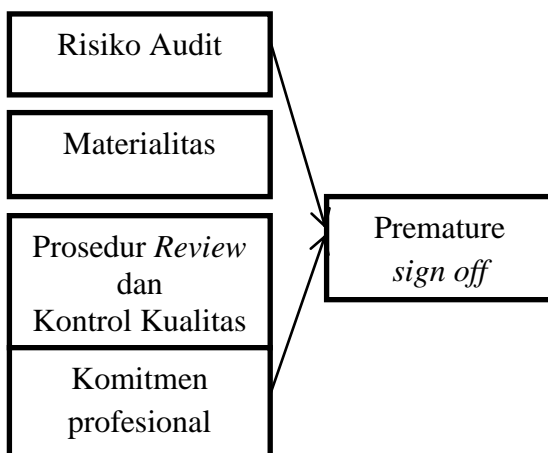 Risiko Audit
Materialitas
Prosedur Review
dan
Kontrol Kualitas
Komitmen
profesional
Premature
sign off